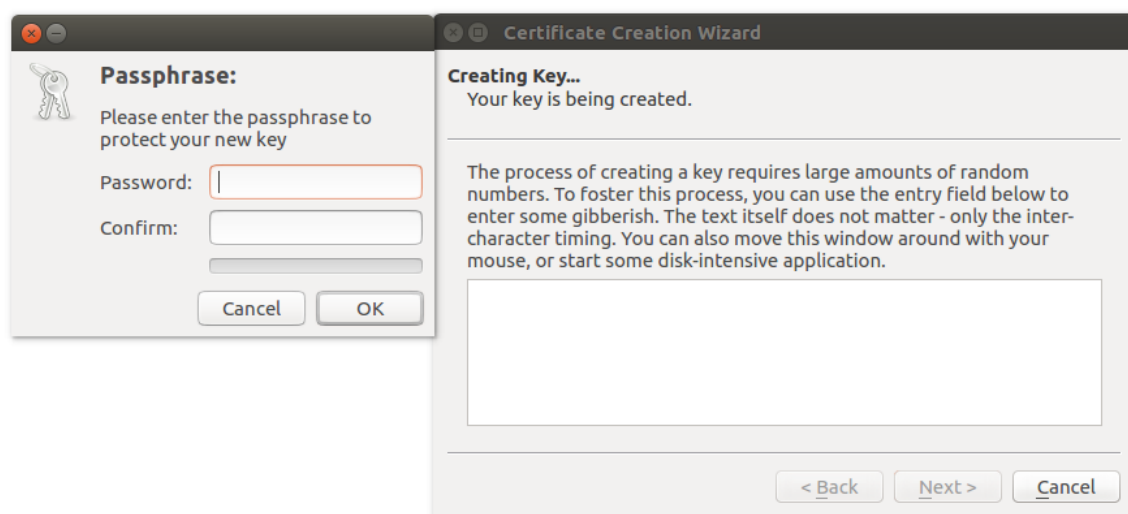 Passphrase:
Please enter the passphrase to
protect your new key
Password:
Confirm:
Cancel
OK
Certificate Creation Wizard
Creating Key...
Your key is being created.
The process of creating a key requires large amounts of random
numbers. To foster this process, you can use the entry field below to
enter some gibberish. The text itself does not matter - only the inter-
character timing. You can also move this window around with your
mouse, or start some disk-intensive application.
< Back
Next >
Cancel